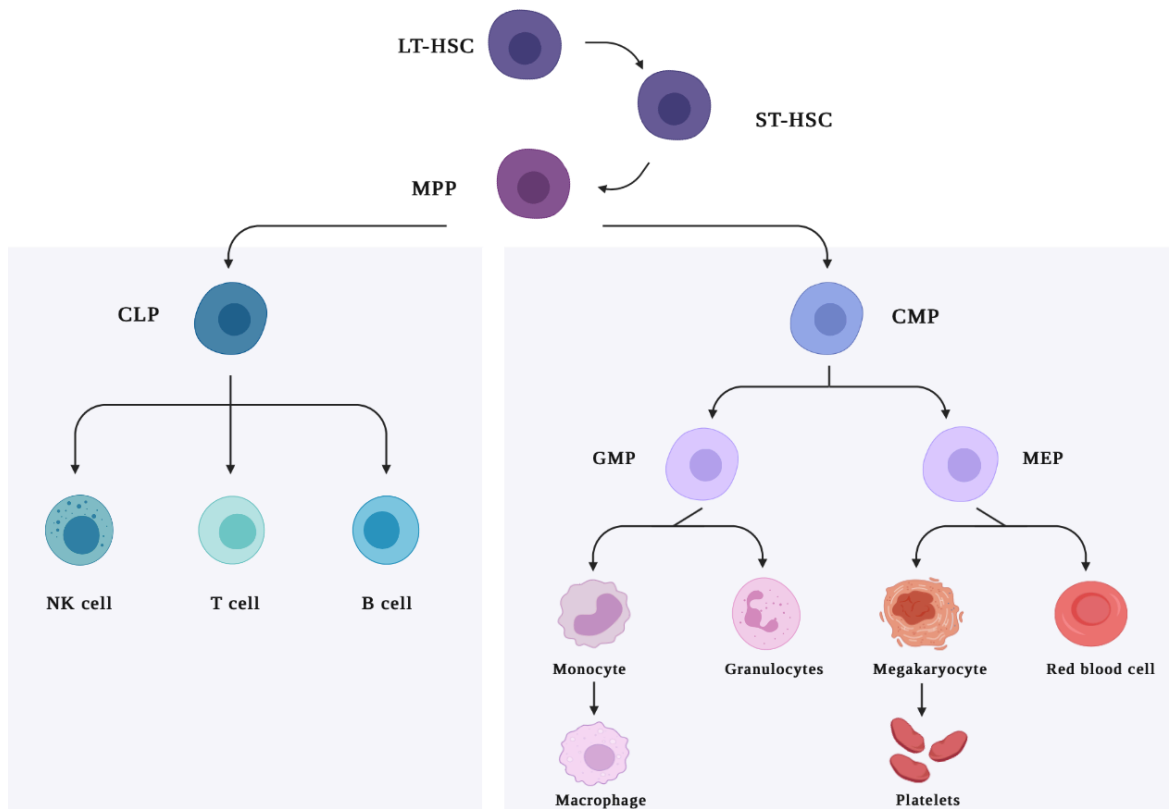 LT-HSC
ST-HSC
MPP
CLP
CMP
GMP
MEP
NK cell
T cell
B cell
Monocyte
Granulocytes
Megakaryocyte
Red blood cell
Macrophage
Platelets